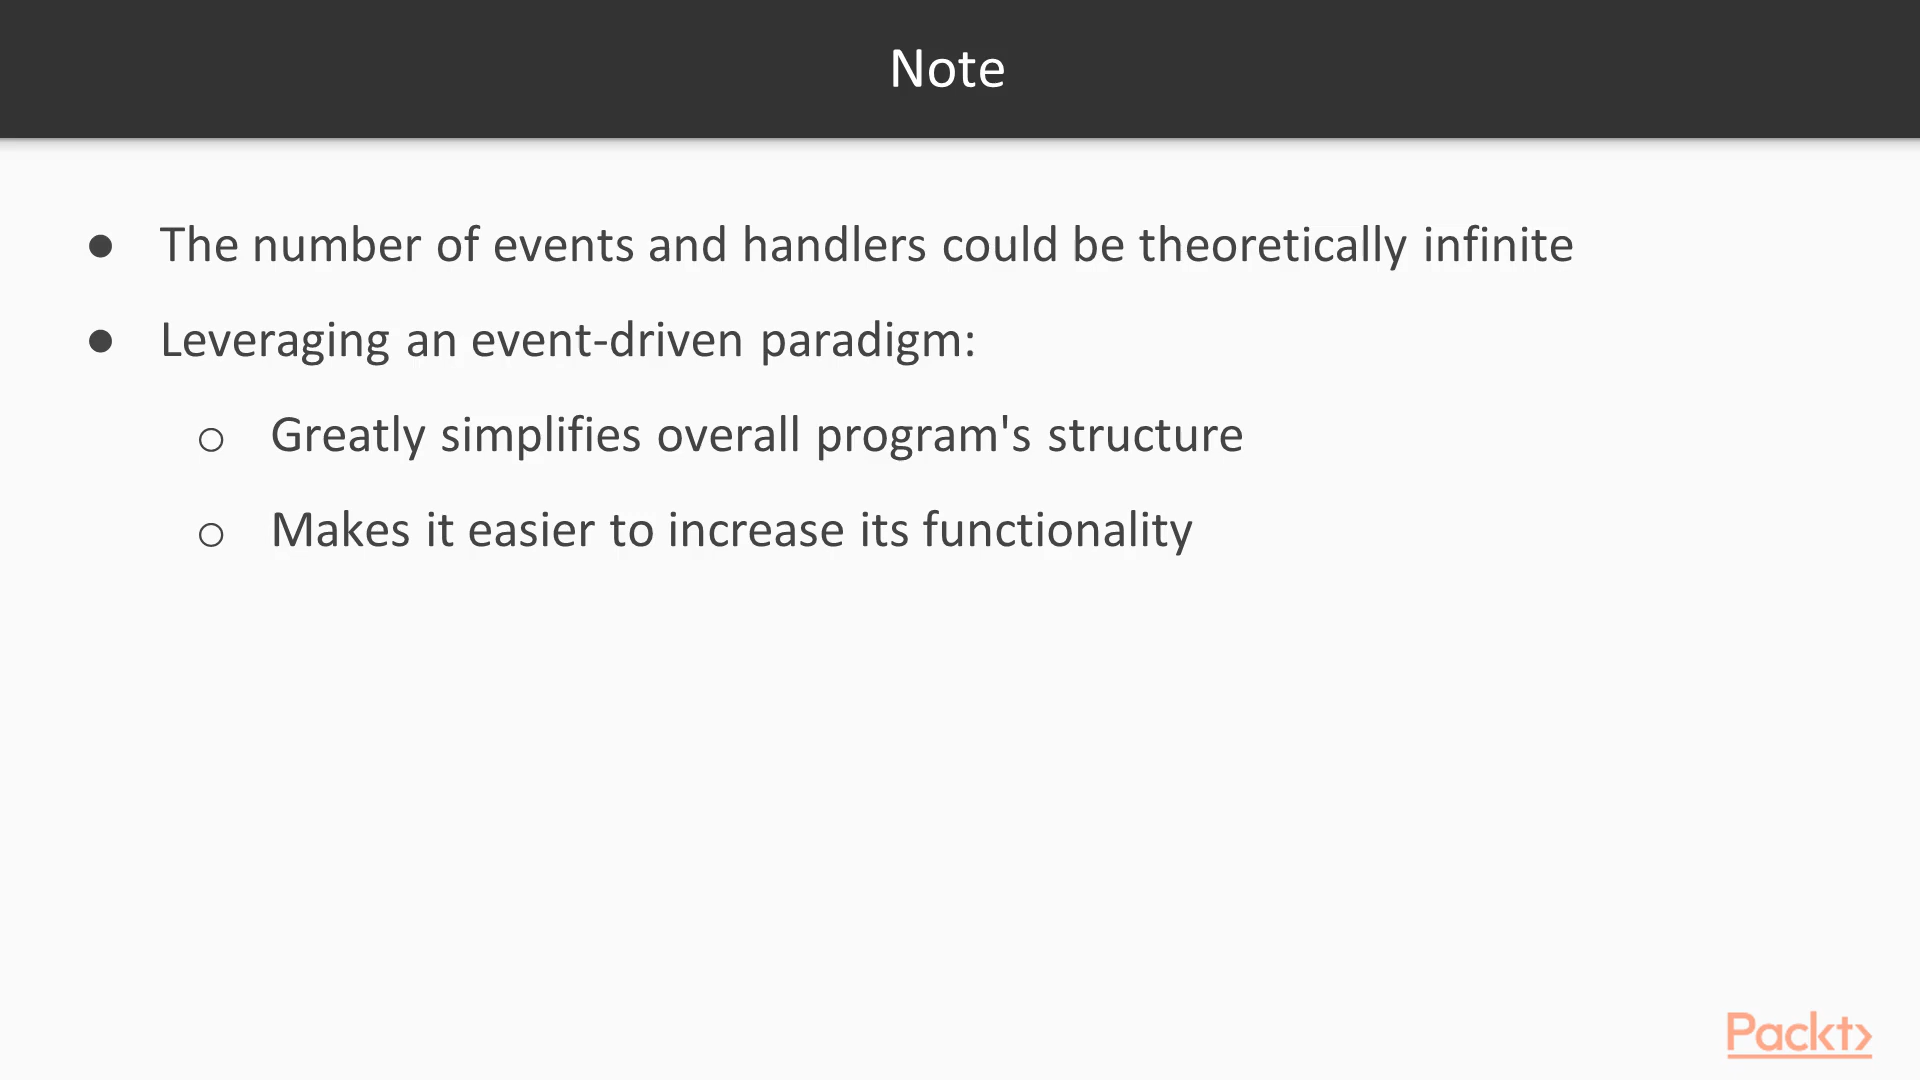 Note
● The number of events and handlers could be theoretically infinite
● Leveraging an event-driven paradigm:
○ Greatly simplifies overall program's structure
○ Makes it easier to increase its functionality
Packt>